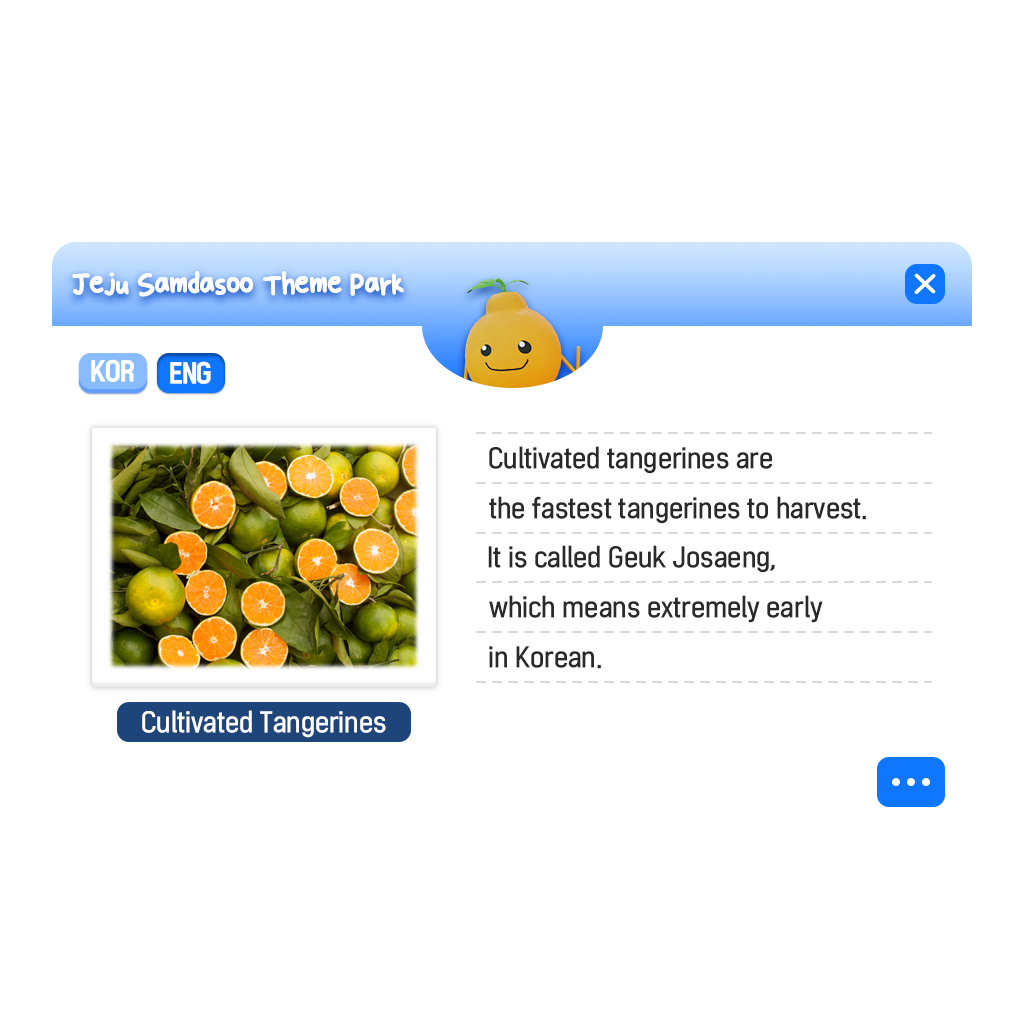 Jeju Samdasoo Theme Park
KOR ENG
Cultivated tangerines are
the fastest tangerines to harvest.
It is called Geuk Josaeng,
which means extremely early
in Korean.
Cultivated Tangerines